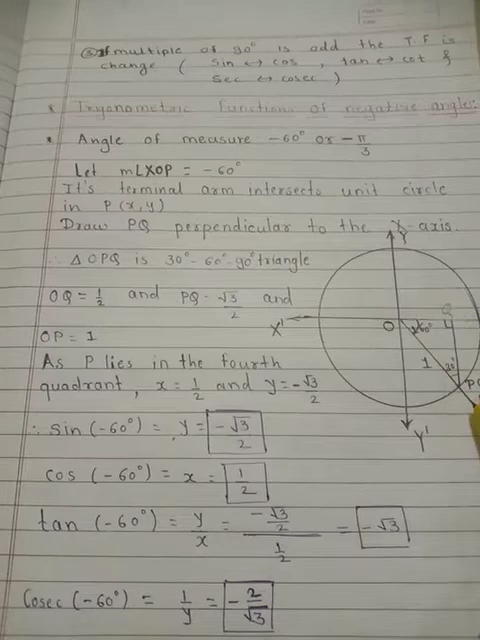 ③ If multiple of 90° is odd the T.F is
change ( sin ↔ cos , tan ↔ cot &
sec ↔ cosec )
* Trigonometric functions of negative angle:
• Angle of measure -60° or -π/3
Let m∠XOP = -60°
It's terminal arm intersects unit circle
in P(x,y)
Draw PQ perpendicular to the X-axis.
∴ △OPQ is 30°-60°-90° triangle
OQ = 1/2 and PQ = √3/2 and
OP = 1
As P lies in the fourth
quadrant, x = 1/2 and y = -√3/2
∴ sin (-60°) = y = -√3/2
cos (-60°) = x = 1/2
tan (-60°) = y/x = (-√3/2)/(1/2) = -√3
Cosec (-60°) = 1/y = -2/√3
Y
X'
O
60°
Q
1
30°
P
Y'